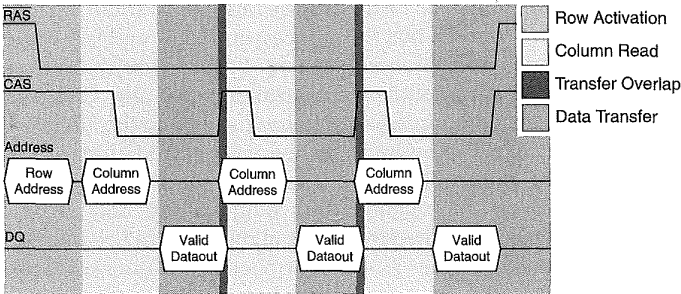 RAS
CAS
Address
Row
Address
Column
Address
Column
Address
Column
Address
DQ
Valid
Dataout
Valid
Dataout
Valid
Dataout
Row Activation
Column Read
Transfer Overlap
Data Transfer